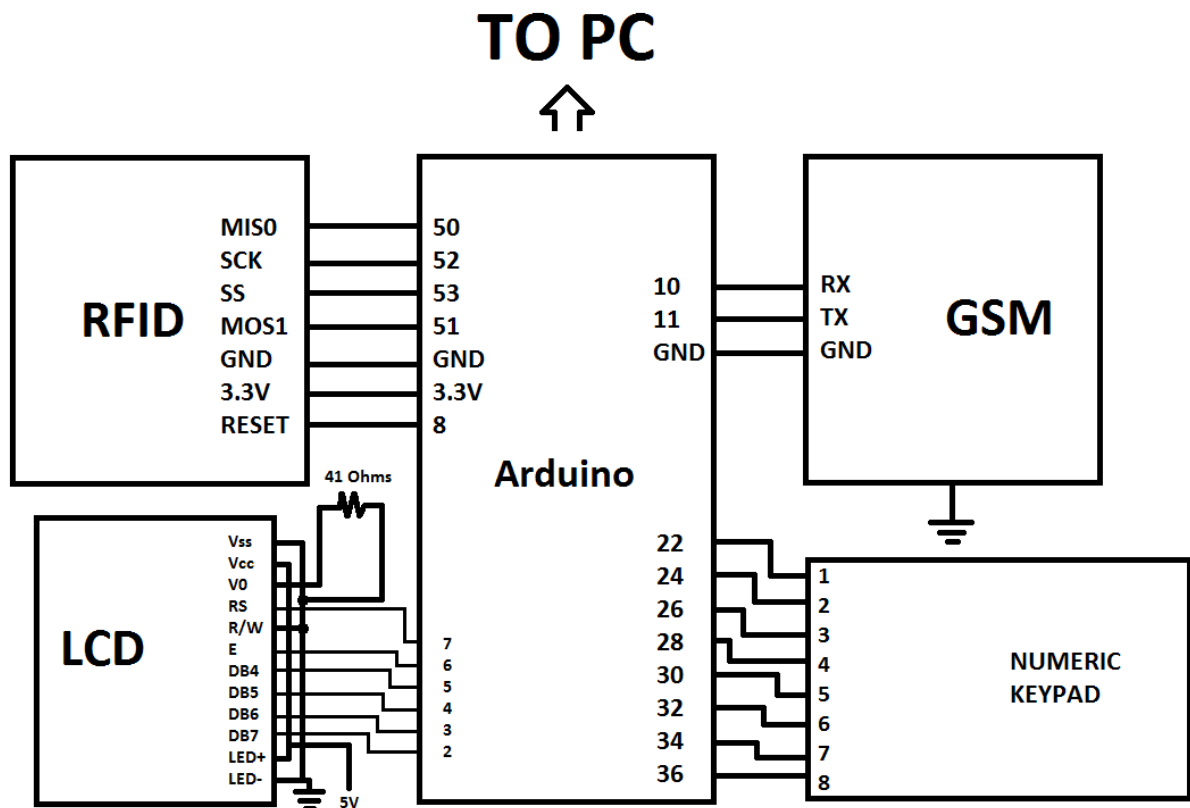 TO PC
MIS0
SCK
SS
MOS1
GND
3.3V
RESET
RFID
50
52
53
51
GND
3.3V
8
Arduino
10
11
GND
RX
TX
GND
GSM
41 Ohms
Vss
Vcc
V0
RS
R/W
E
DB4
DB5
DB6
DB7
LED+
LED-
LCD
5V
7
6
5
4
3
2
22
24
26
28
30
32
34
36
1
2
3
4
5
6
7
8
NUMERIC
KEYPAD